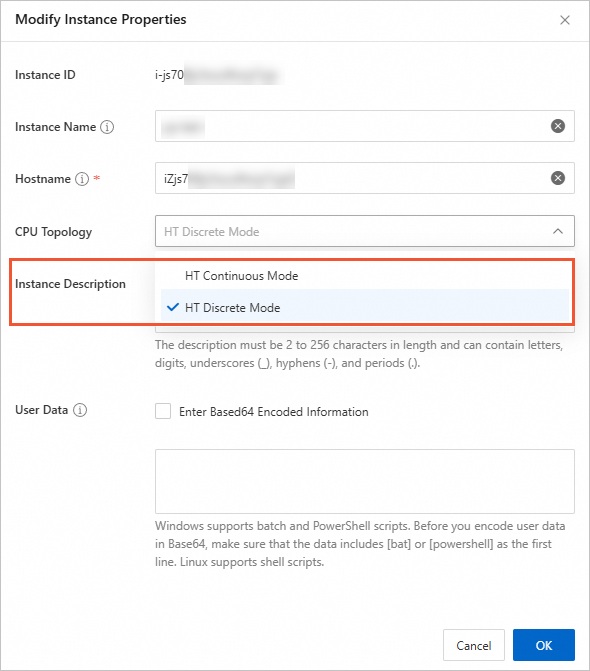 Modify Instance Properties
Instance ID i-js70
Instance Name
Hostname * iZjs7
CPU Topology HT Discrete Mode
HT Continuous Mode
Instance Description
HT Discrete Mode
The description must be 2 to 256 characters in length and can contain letters,
digits, underscores (_), hyphens (-), and periods (.).
User Data Enter Based64 Encoded Information
Windows supports batch and PowerShell scripts. Before you encode user data
in Base64, make sure that the data includes [bat] or [powershell] as the first
line. Linux supports shell scripts.
Cancel OK